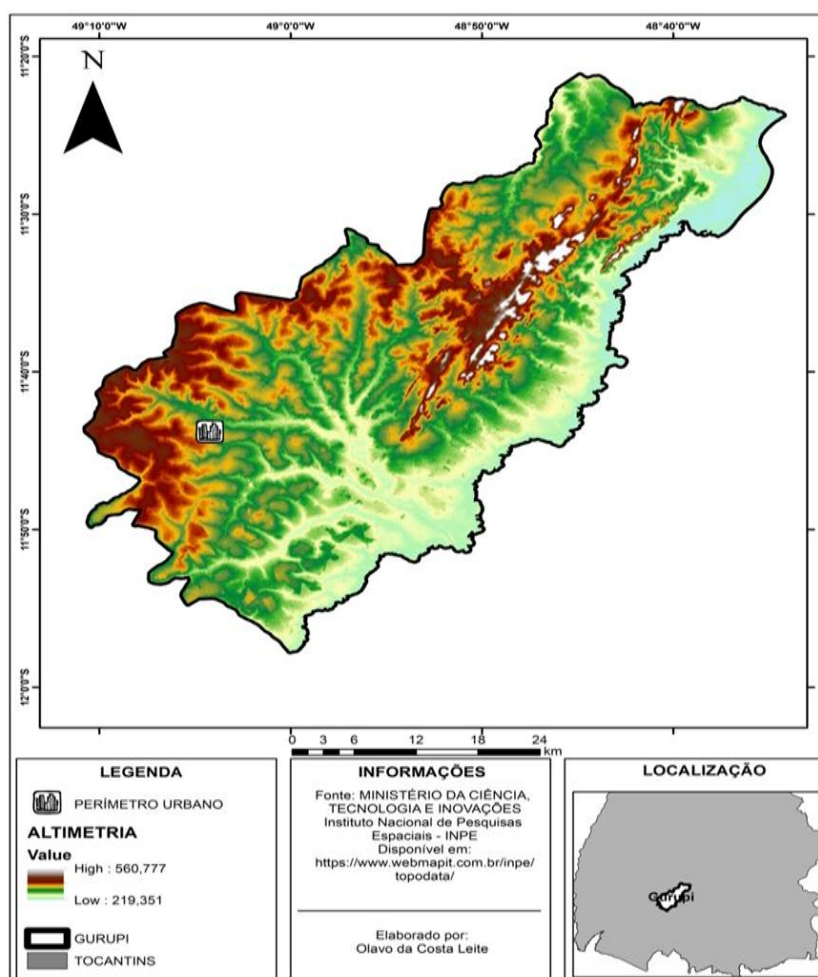 49°10'0"W
49°0'0"W
48°50'0"W
48°40'0"W
11°20'0"S
11°30'0"S
11°40'0"S
11°50'0"S
12°0'0"S
N
0 3 6 12 18 24
km
LEGENDA
PERÍMETRO URBANO
ALTIMETRIA
Value
High : 560,777
Low : 219,351
GURUPI
TOCANTINS
INFORMAÇÕES
Fonte: MINISTÉRIO DA CIÊNCIA,
TECNOLOGIA E INOVAÇÕES
Instituto Nacional de Pesquisas
Espaciais - INPE
Disponível em:
https://www.webmapit.com.br/inpe/
topodata/
Elaborado por:
Olavo da Costa Leite
LOCALIZAÇÃO
Gurupi